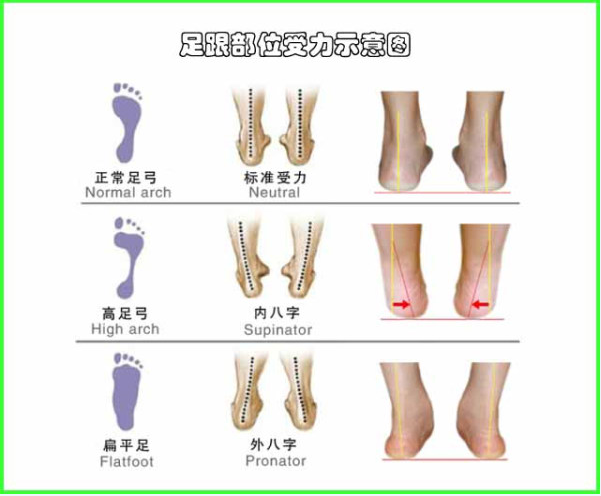 足跟部位受力示意图
正常足弓
Normal arch
标准受力
Neutral
高足弓
High arch
内八字
Supinator
扁平足
Flatfoot
外八字
Pronator